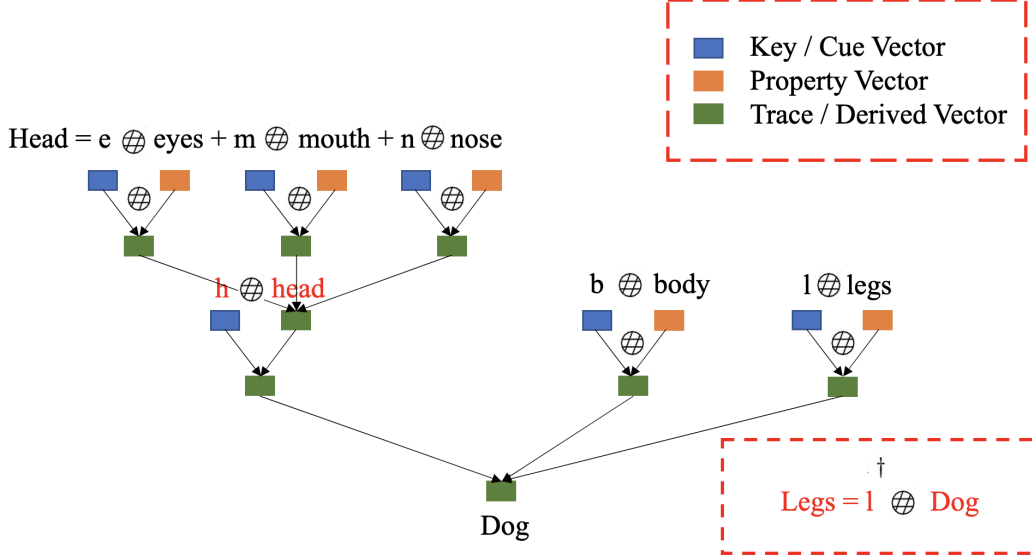 Key / Cue Vector
Property Vector
Trace / Derived Vector
Head = e ⊛ eyes + m ⊛ mouth + n ⊛ nose
h ⊛ head
b ⊛ body
l ⊛ legs
†
Legs = l ⊛ Dog
Dog